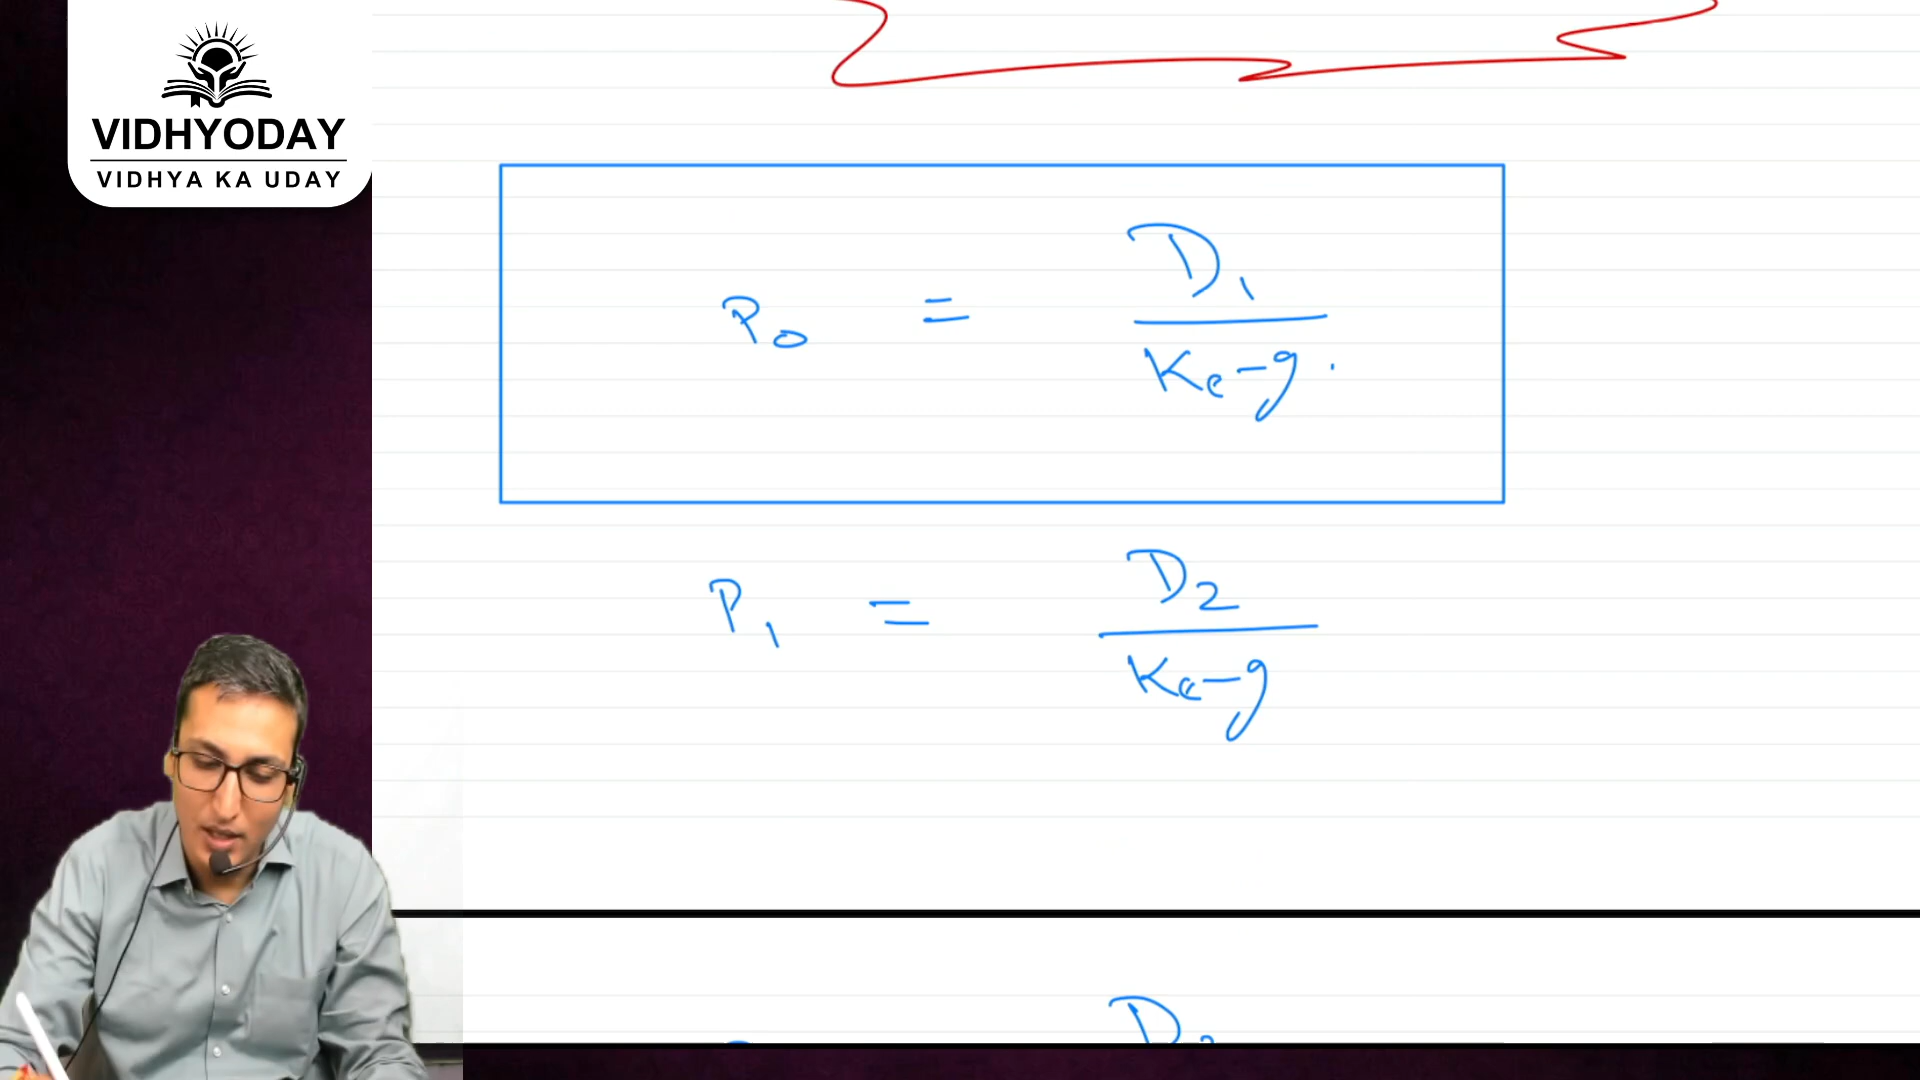 VIDHYODAY
VIDHYA KA UDAY
P₀ = D₁ / (Ke-g) .
P₁ = D₂ / (Ke-g)
D